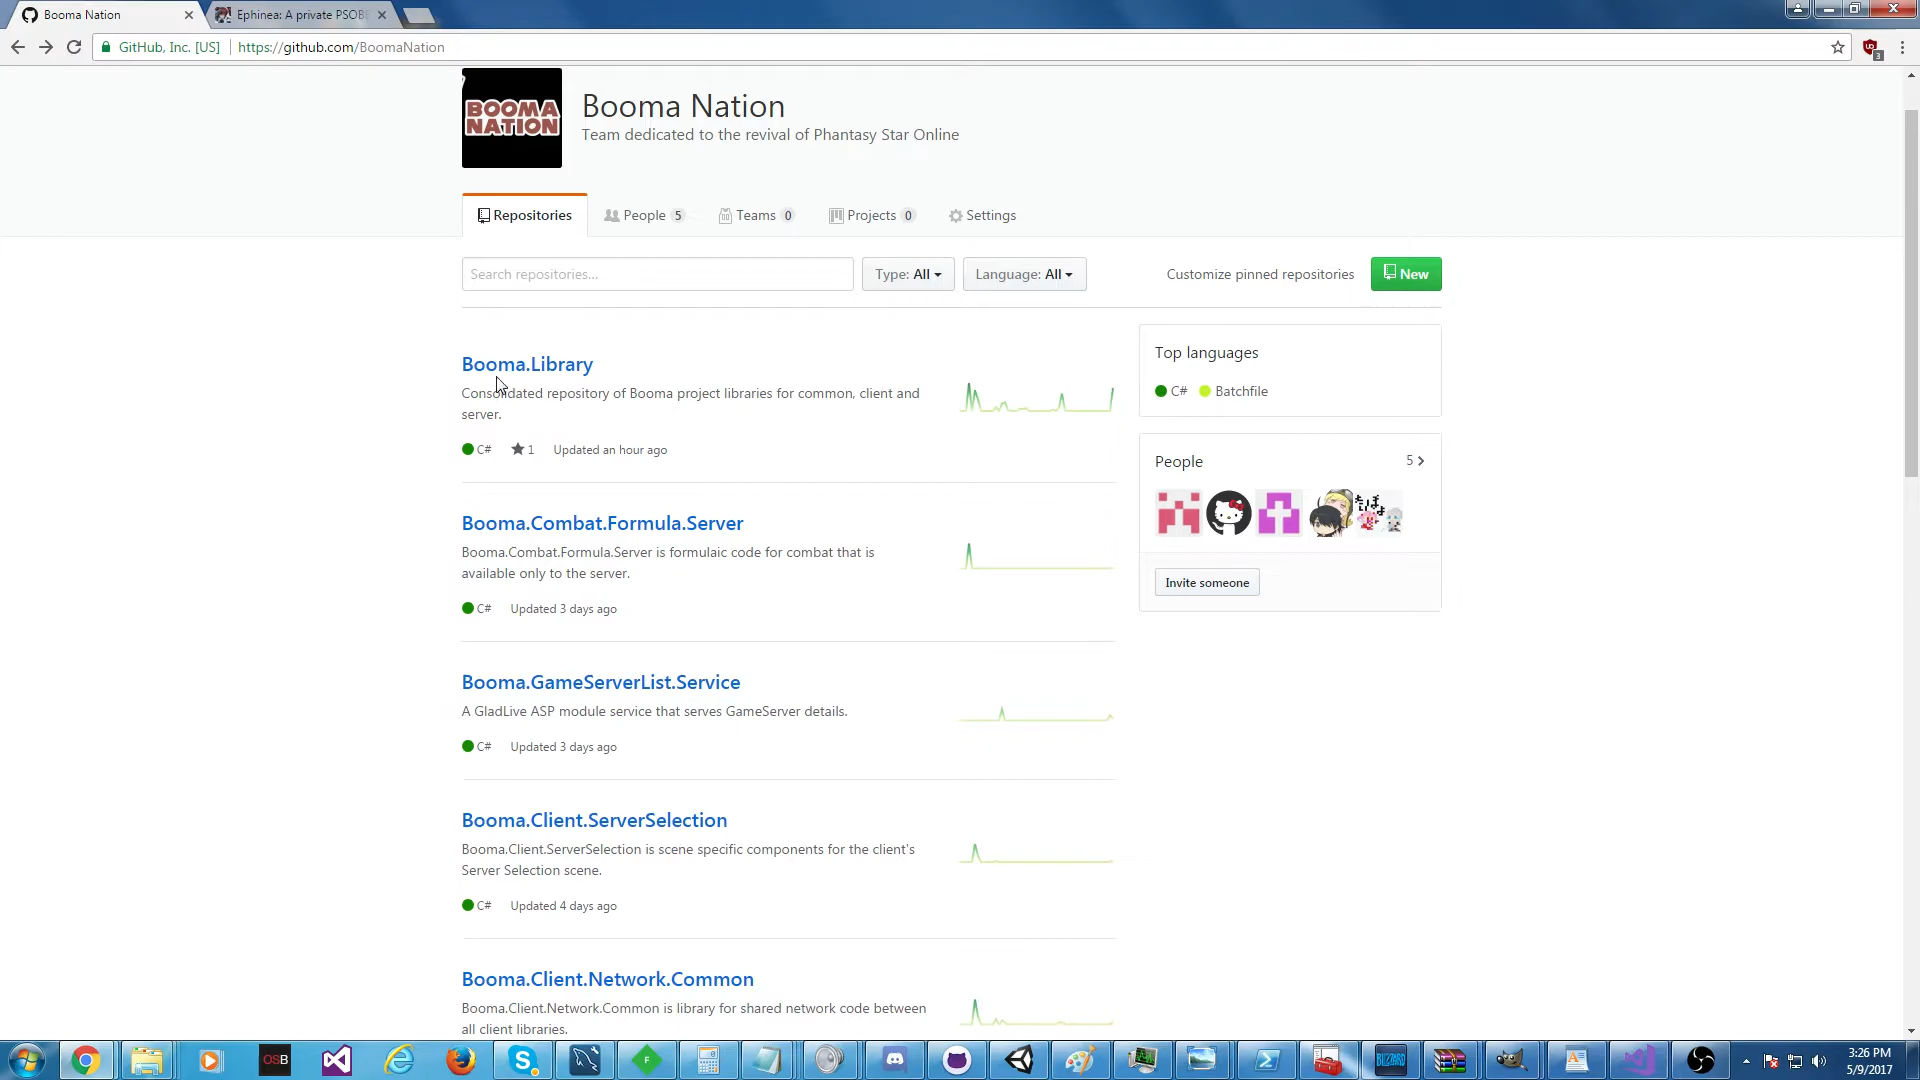 Booma Nation
Ephinea: A private PSOBB
GitHub, Inc. [US] https://github.com/BoomaNation
3
BOOMA
NATION
Booma Nation
Team dedicated to the revival of Phantasy Star Online
Repositories People 5 Teams 0 Projects 0 Settings
Search repositories... Type: All Language: All Customize pinned repositories New
Booma.Library
Consolidated repository of Booma project libraries for common, client and
server.
C# 1 Updated an hour ago
Top languages
C# Batchfile
People 5
Invite someone
Booma.Combat.Formula.Server
Booma.Combat.Formula.Server is formulaic code for combat that is
available only to the server.
C# Updated 3 days ago
Booma.GameServerList.Service
A GladLive ASP module service that serves GameServer details.
C# Updated 3 days ago
Booma.Client.ServerSelection
Booma.Client.ServerSelection is scene specific components for the client's
Server Selection scene.
C# Updated 4 days ago
Booma.Client.Network.Common
Booma.Client.Network.Common is library for shared network code between
all client libraries.
OSB
F
BLIZZARD
3:26 PM
5/9/2017